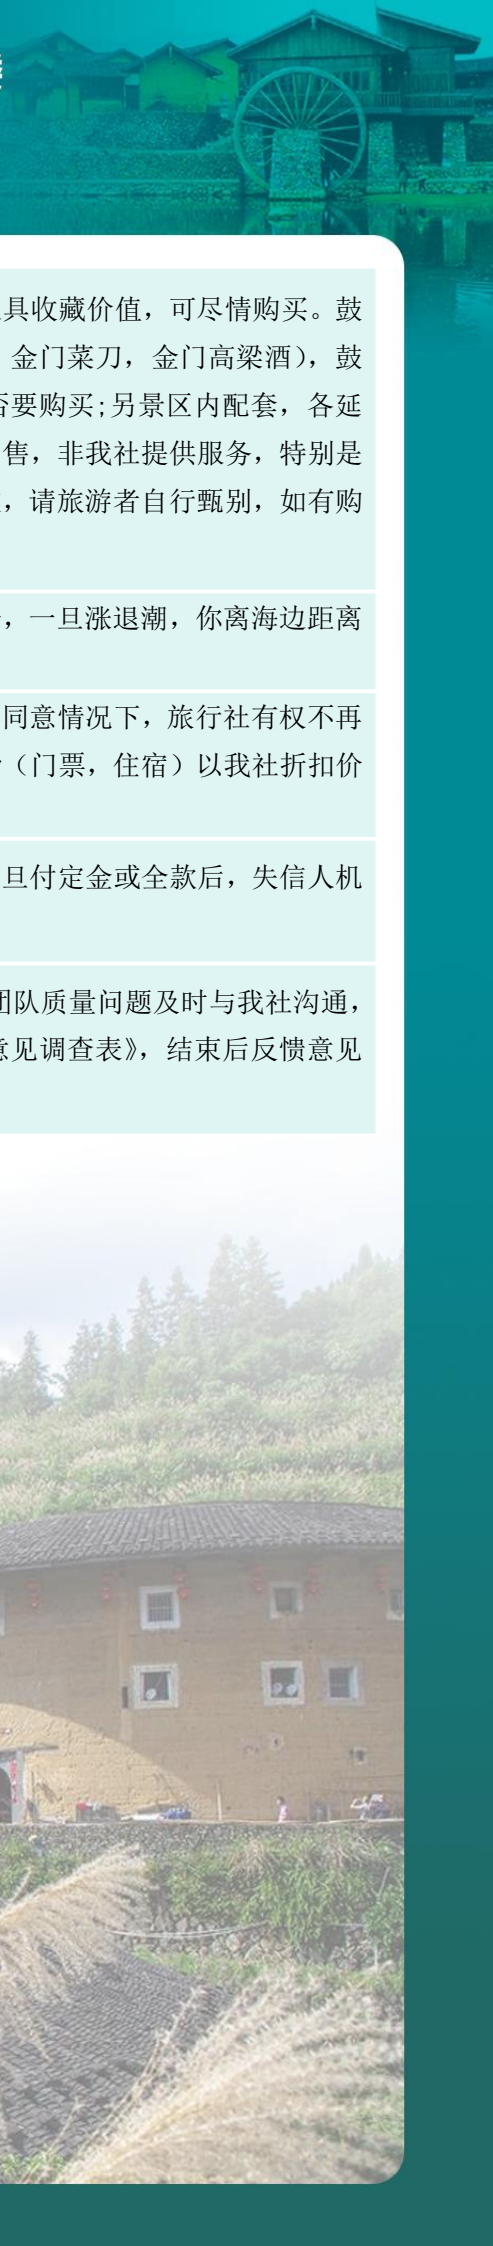 具收藏价值，可尽情购买。鼓
金门菜刀，金门高梁酒），鼓
要购买;另景区内配套，各延
售，非我社提供服务，特别是
，请旅游者自行甄别，如有购
，一旦涨退潮，你离海边距离
同意情况下，旅行社有权不再
（门票，住宿）以我社折扣价
旦付定金或全款后，失信人机
团队质量问题及时与我社沟通，
意见调查表》，结束后反馈意见